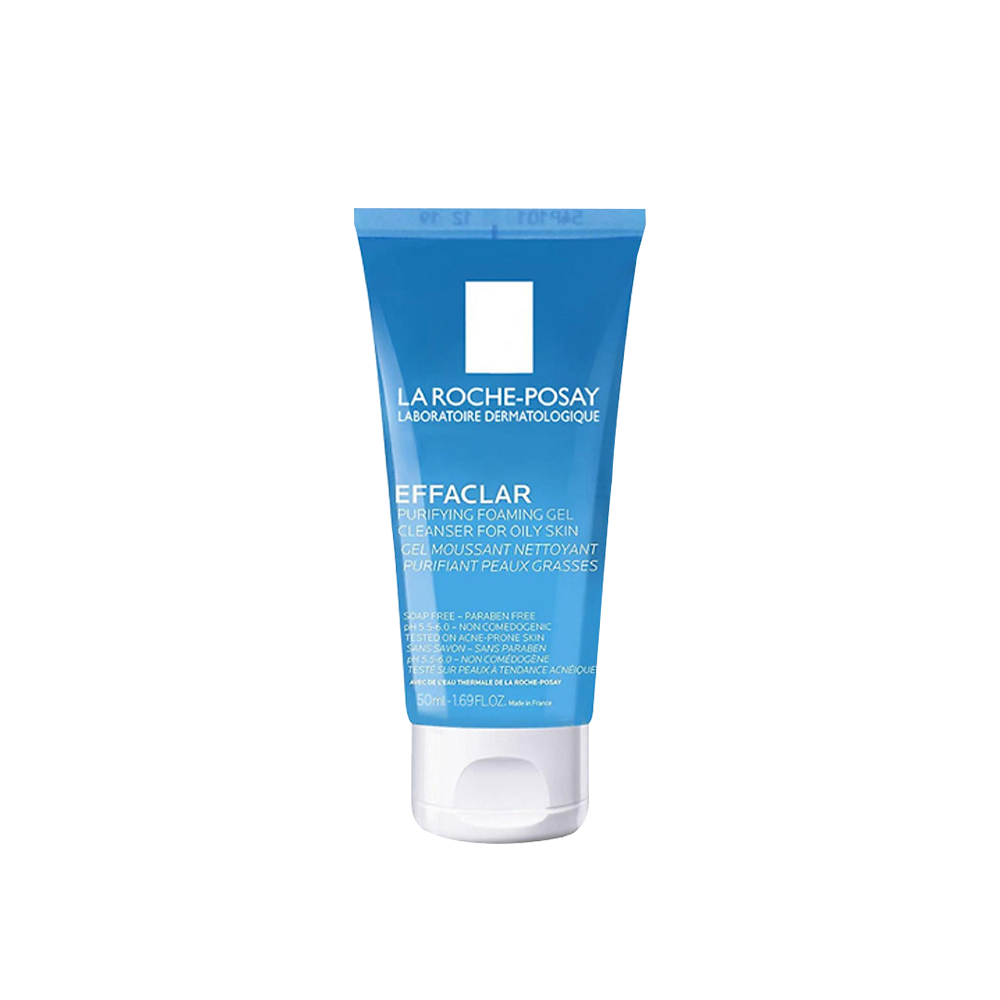 LA ROCHE-POSAY
LABORATOIRE DERMATOLOGIQUE
EFFACLAR
PURIFYING FOAMING GEL
CLEANSER FOR OILY SKIN
GEL MOUSSANT NETTOYANT
PURIFIANT PEAUX GRASSES
SOAP FREE – PARABEN FREE
pH 5.5-6.0 – NON COMEDOGENIC
TESTED ON ACNE-PRONE SKIN
SANS SAVON – SANS PARABEN
pH 5.5-6.0 – NON COMÉDOGÈNE
TESTÉ SUR PEAUX À TENDANCE ACNÉIQUE
AVEC DE L'EAU THERMALE DE LA ROCHE-POSAY
50ml - 1.69 FL.OZ. Made in France